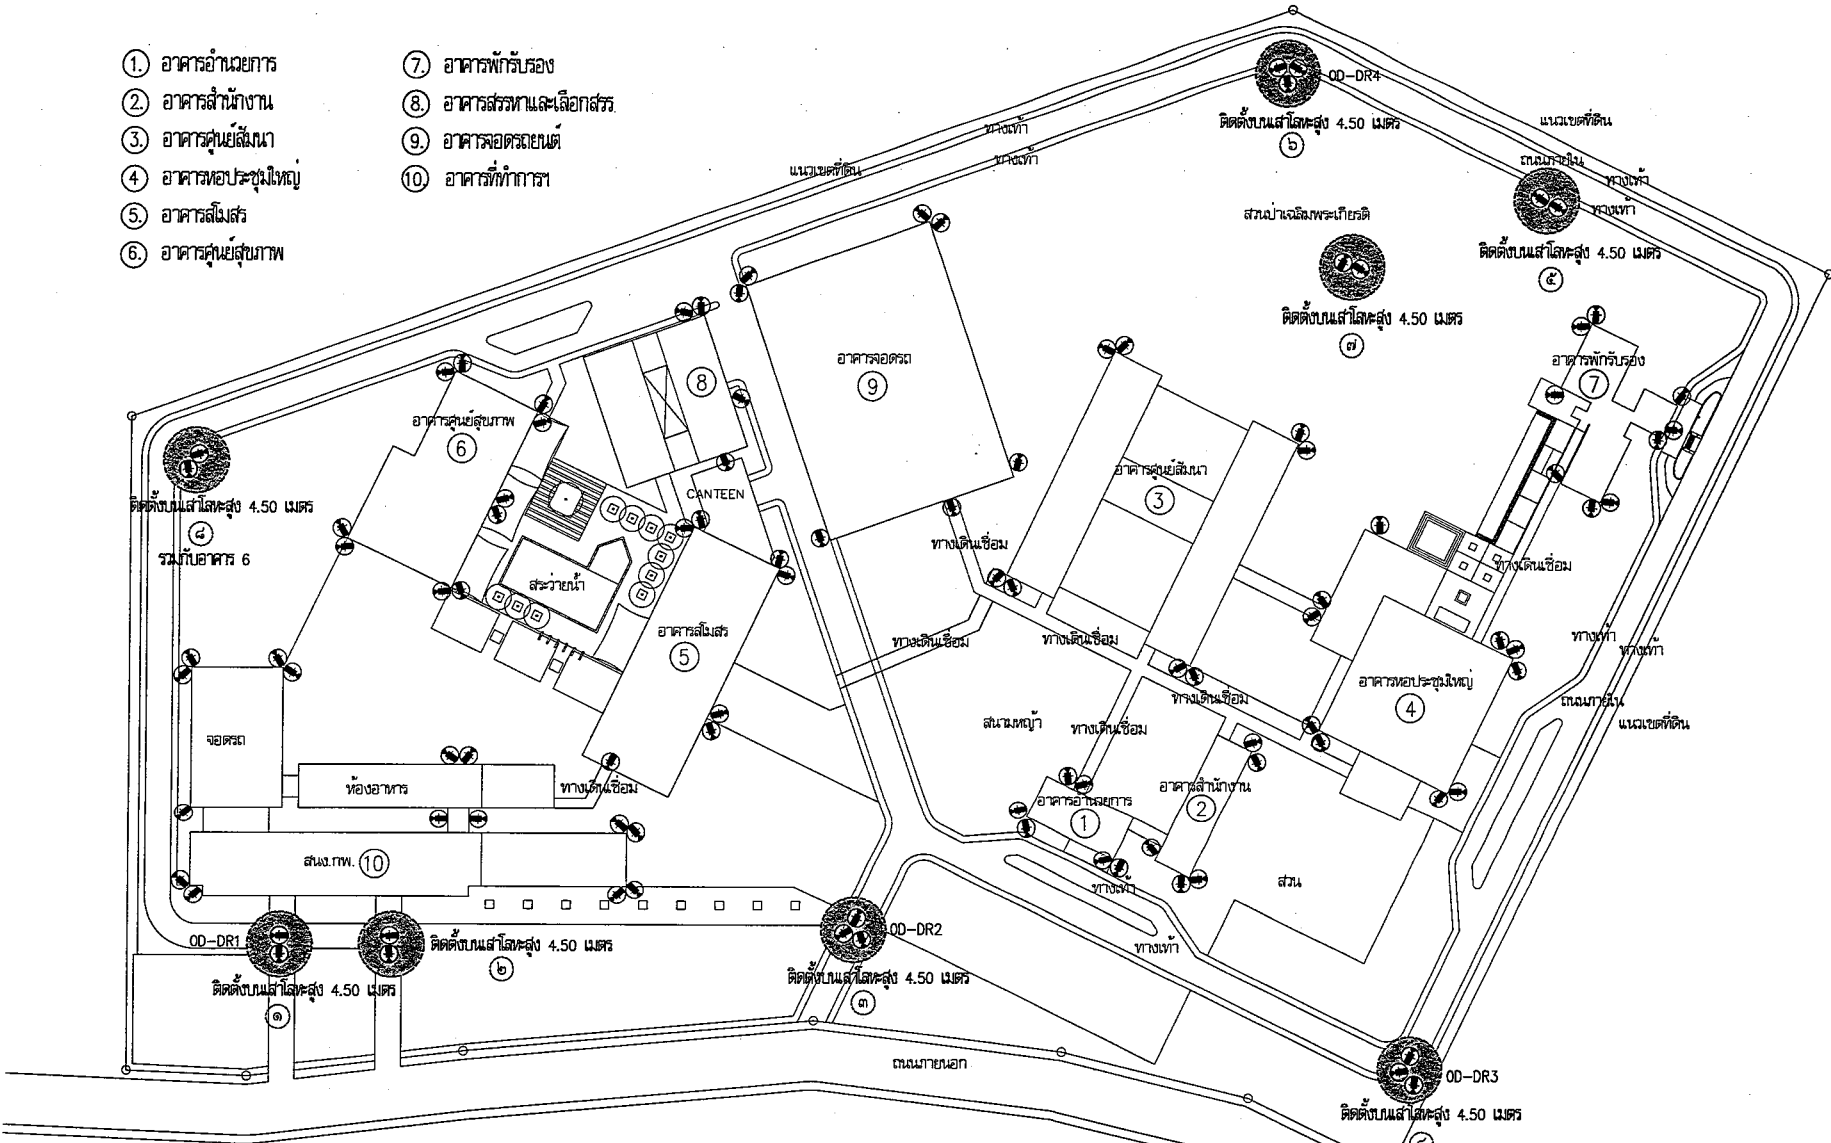 1. อาคารอำนวยการ
2. อาคารสำนักงาน
3. อาคารศูนย์สัมนา
4 อาคารหอประชุมใหญ่
5. อาคารสโมสร
6. อาคารศูนย์สุขภาพ
7. อาคารพักรับรอง
8. อาคารสรรหาและเลือกสรร
9. อาคารจอดรถยนต์
10. อาคารที่ทำการฯ
OD-DR4
ติดตั้งบนเสาโลหะสูง 4.50 เมตร
๖
แนวเขตที่ดิน
ทางเท้า
ทางเท้า
แนวเขตที่ดิน
ถนนภายใน
ทางเท้า
ทางเท้า
สวนป่าเฉลิมพระเกียรติ
ติดตั้งบนเสาโลหะสูง 4.50 เมตร
๕
ติดตั้งบนเสาโลหะสูง 4.50 เมตร
๗
อาคารจอดรถ
9
อาคารพักรับรอง
7
8
อาคารศูนย์สุขภาพ
6
อาคารศูนย์สัมนา
3
CANTEEN
ติดตั้งบนเสาโลหะสูง 4.50 เมตร
๘
รวมกับอาคาร 6
ทางเดินเชื่อม
ทางเดินเชื่อม
สระว่ายน้ำ
อาคารสโมสร
5
ทางเดินเชื่อม
ทางเดินเชื่อม
ทางเท้า
ทางเท้า
อาคารหอประชุมใหญ่
4
ทางเดินเชื่อม
ถนนภายใน
แนวเขตที่ดิน
สนามหญ้า
ทางเดินเชื่อม
จอดรถ
ห้องอาหาร
ทางเดินเชื่อม
อาคารสำนักงาน
2
อาคารอำนวยการ
1
สนง.กพ. 10
ทางเท้า
สวน
OD-DR1
ติดตั้งบนเสาโลหะสูง 4.50 เมตร
๒
OD-DR2
ทางเท้า
ติดตั้งบนเสาโลหะสูง 4.50 เมตร
๑
ติดตั้งบนเสาโลหะสูง 4.50 เมตร
๓
ถนนภายนอก
OD-DR3
ติดตั้งบนเสาโลหะสูง 4.50 เมตร